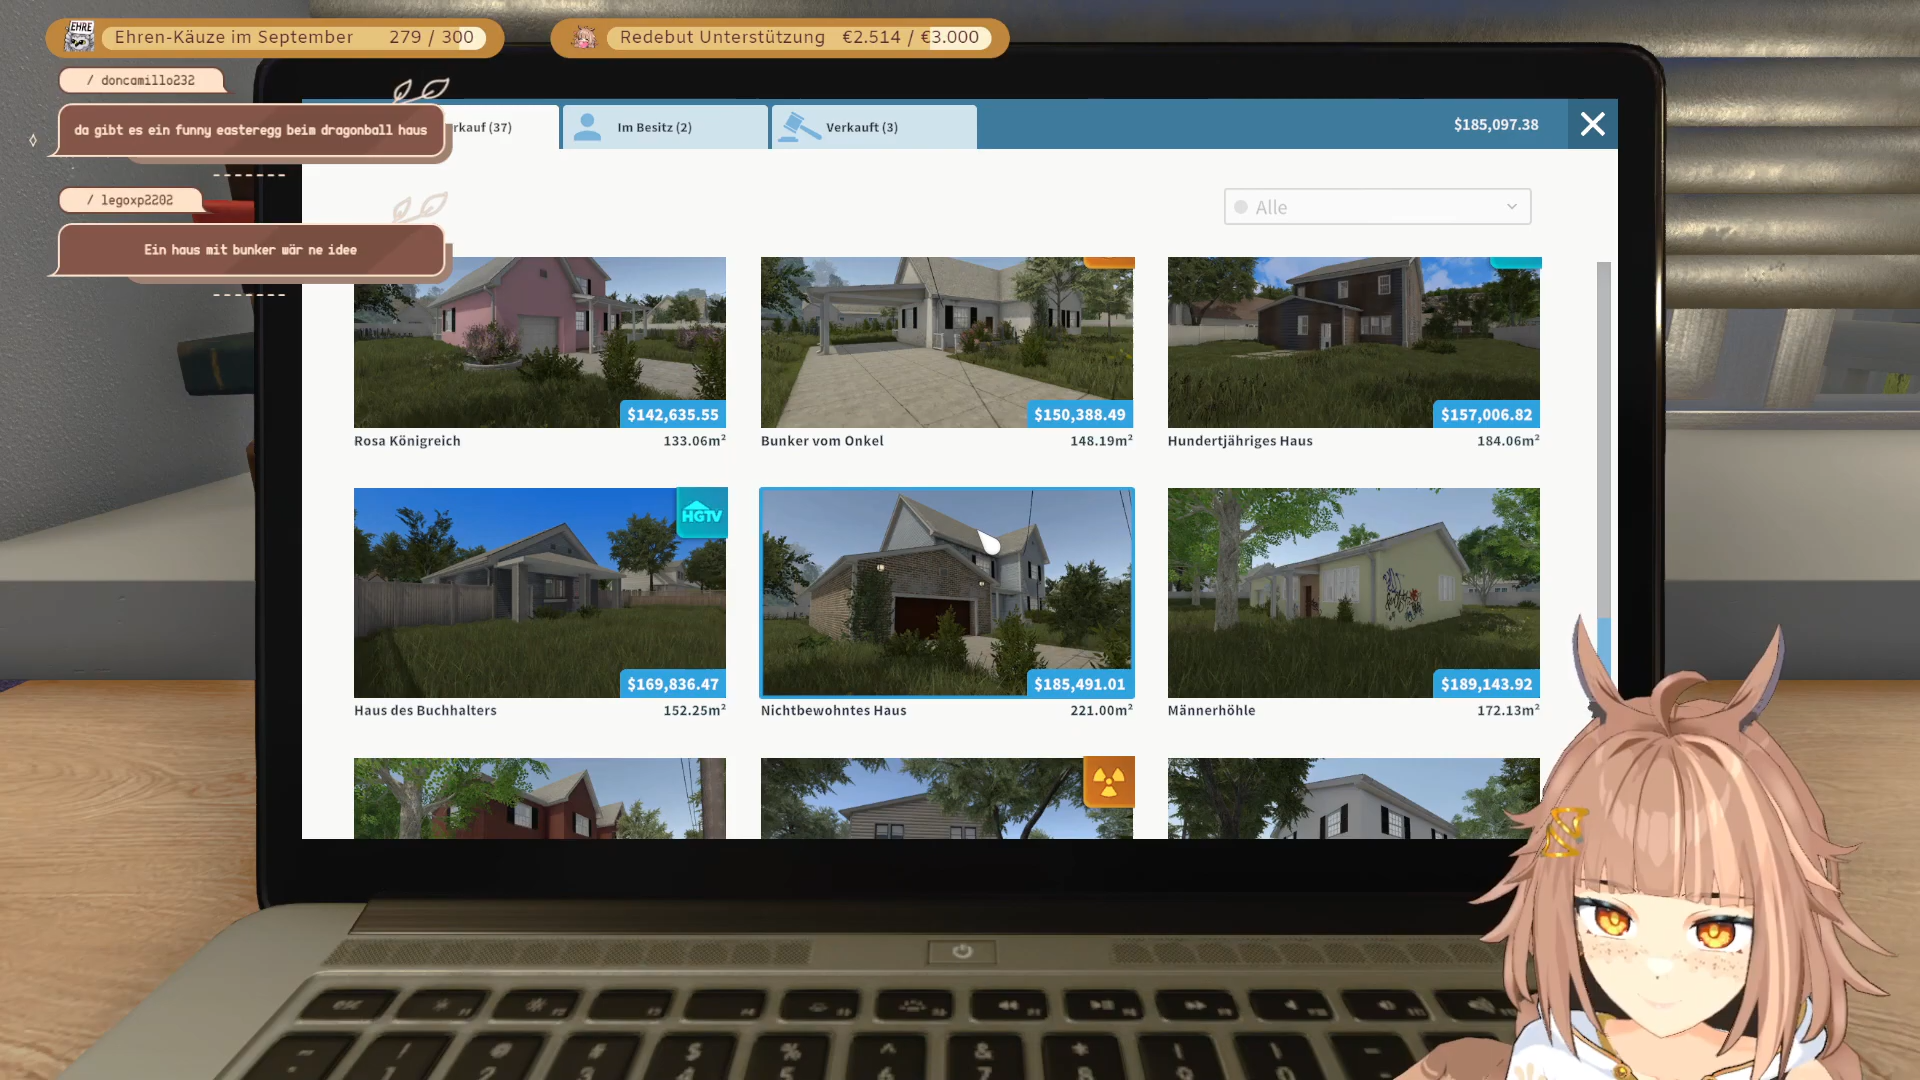 EHRE
Ehren-Käuze im September 279 / 300
Redebut Unterstützung €2.514 / €3.000
/ doncamillo232
da gibt es ein funny easteregg beim dragonball haus
/ legoxp2202
Ein haus mit bunker wär ne idee
rkauf (37)
Im Besitz (2)
Verkauft (3)
$185,097.38
Alle
$142,635.55
Rosa Königreich 133.06m²
$150,388.49
Bunker vom Onkel 148.19m²
$157,006.82
Hundertjähriges Haus 184.06m²
HGTV
$169,836.47
Haus des Buchhalters 152.25m²
$185,491.01
Nichtbewohntes Haus 221.00m²
$189,143.92
Männerhöhle 172.13m²
esc